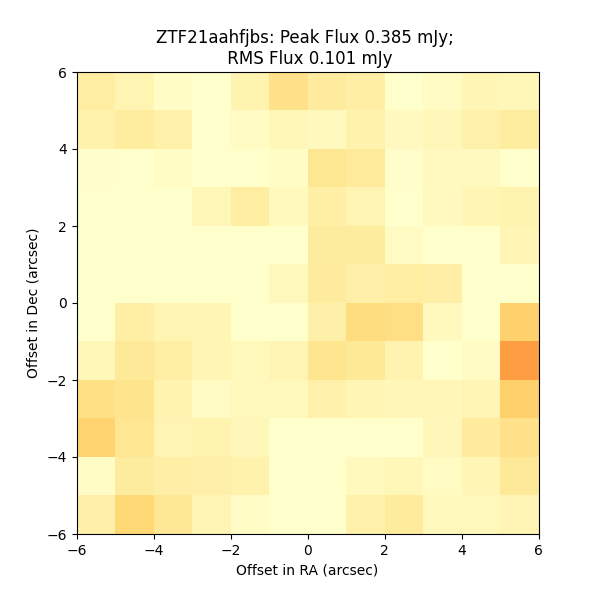 ZTF21aahfjbs: Peak Flux 0.385 mJy;
RMS Flux 0.101 mJy
6
4
2
0
−2
−4
−6
Offset in Dec (arcsec)
−6 −4 −2 0 2 4 6
Offset in RA (arcsec)